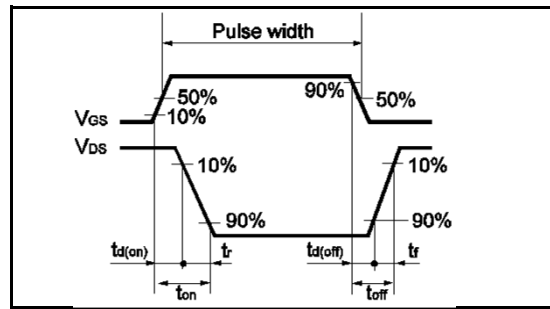 Pulse width
90%
50%
50%
10%
VGS
VDS
10%
10%
90%
90%
td(on)
tr
td(off)
tf
ton
toff